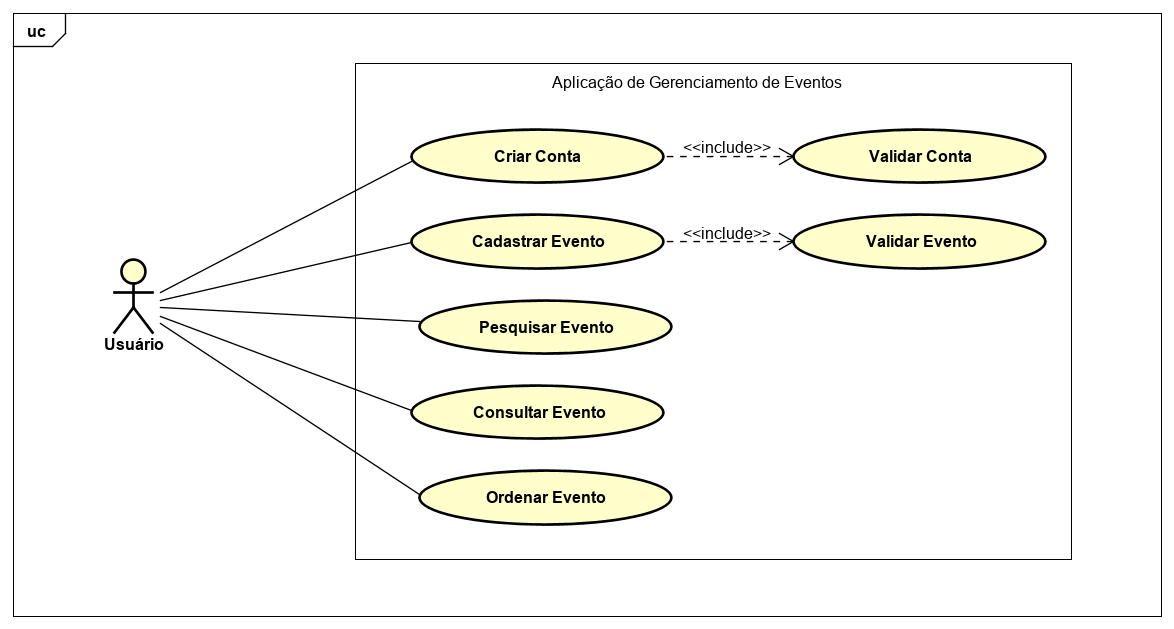 uc
Aplicação de Gerenciamento de Eventos
Criar Conta
<<include>>
Validar Conta
Cadastrar Evento
<<include>>
Validar Evento
Pesquisar Evento
Usuário
Consultar Evento
Ordenar Evento